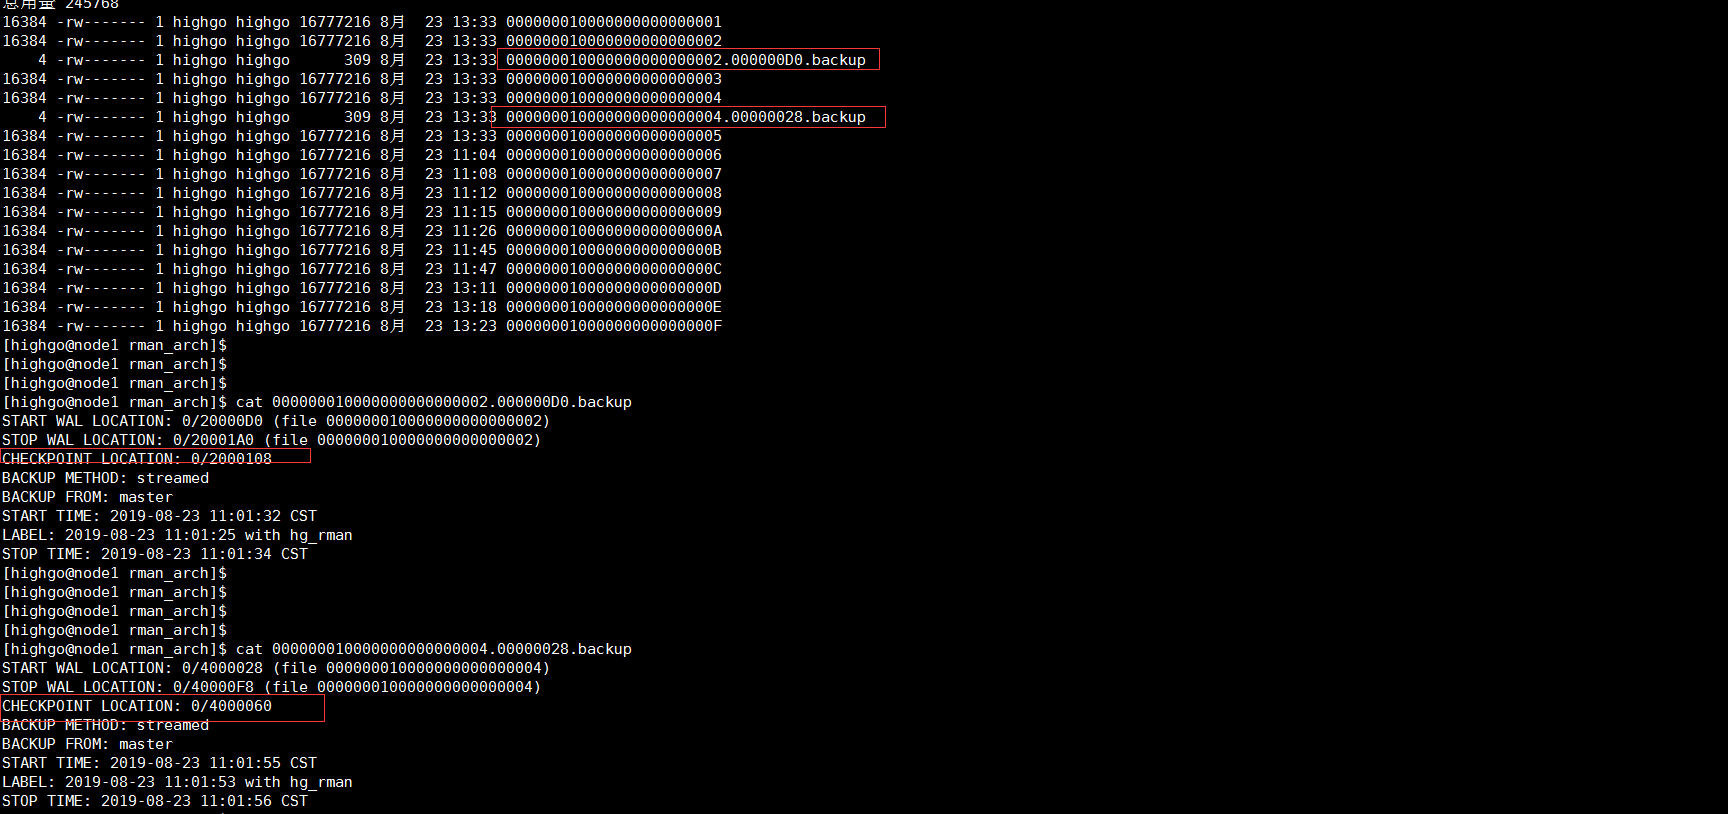 总用量 245768
16384 -rw------- 1 highgo highgo 16777216 8月  23 13:33 000000010000000000000001
16384 -rw------- 1 highgo highgo 16777216 8月  23 13:33 000000010000000000000002
    4 -rw------- 1 highgo highgo      309 8月  23 13:33 000000010000000000000002.000000D0.backup
16384 -rw------- 1 highgo highgo 16777216 8月  23 13:33 000000010000000000000003
16384 -rw------- 1 highgo highgo 16777216 8月  23 13:33 000000010000000000000004
    4 -rw------- 1 highgo highgo      309 8月  23 13:33 000000010000000000000004.00000028.backup
16384 -rw------- 1 highgo highgo 16777216 8月  23 13:33 000000010000000000000005
16384 -rw------- 1 highgo highgo 16777216 8月  23 11:04 000000010000000000000006
16384 -rw------- 1 highgo highgo 16777216 8月  23 11:08 000000010000000000000007
16384 -rw------- 1 highgo highgo 16777216 8月  23 11:12 000000010000000000000008
16384 -rw------- 1 highgo highgo 16777216 8月  23 11:15 000000010000000000000009
16384 -rw------- 1 highgo highgo 16777216 8月  23 11:26 00000001000000000000000A
16384 -rw------- 1 highgo highgo 16777216 8月  23 11:45 00000001000000000000000B
16384 -rw------- 1 highgo highgo 16777216 8月  23 11:47 00000001000000000000000C
16384 -rw------- 1 highgo highgo 16777216 8月  23 13:11 00000001000000000000000D
16384 -rw------- 1 highgo highgo 16777216 8月  23 13:18 00000001000000000000000E
16384 -rw------- 1 highgo highgo 16777216 8月  23 13:23 00000001000000000000000F
[highgo@node1 rman_arch]$
[highgo@node1 rman_arch]$
[highgo@node1 rman_arch]$
[highgo@node1 rman_arch]$ cat 000000010000000000000002.000000D0.backup
START WAL LOCATION: 0/20000D0 (file 000000010000000000000002)
STOP WAL LOCATION: 0/20001A0 (file 000000010000000000000002)
CHECKPOINT LOCATION: 0/2000108
BACKUP METHOD: streamed
BACKUP FROM: master
START TIME: 2019-08-23 11:01:32 CST
LABEL: 2019-08-23 11:01:25 with hg_rman
STOP TIME: 2019-08-23 11:01:34 CST
[highgo@node1 rman_arch]$
[highgo@node1 rman_arch]$
[highgo@node1 rman_arch]$
[highgo@node1 rman_arch]$
[highgo@node1 rman_arch]$ cat 000000010000000000000004.00000028.backup
START WAL LOCATION: 0/4000028 (file 000000010000000000000004)
STOP WAL LOCATION: 0/40000F8 (file 000000010000000000000004)
CHECKPOINT LOCATION: 0/4000060
BACKUP METHOD: streamed
BACKUP FROM: master
START TIME: 2019-08-23 11:01:55 CST
LABEL: 2019-08-23 11:01:53 with hg_rman
STOP TIME: 2019-08-23 11:01:56 CST